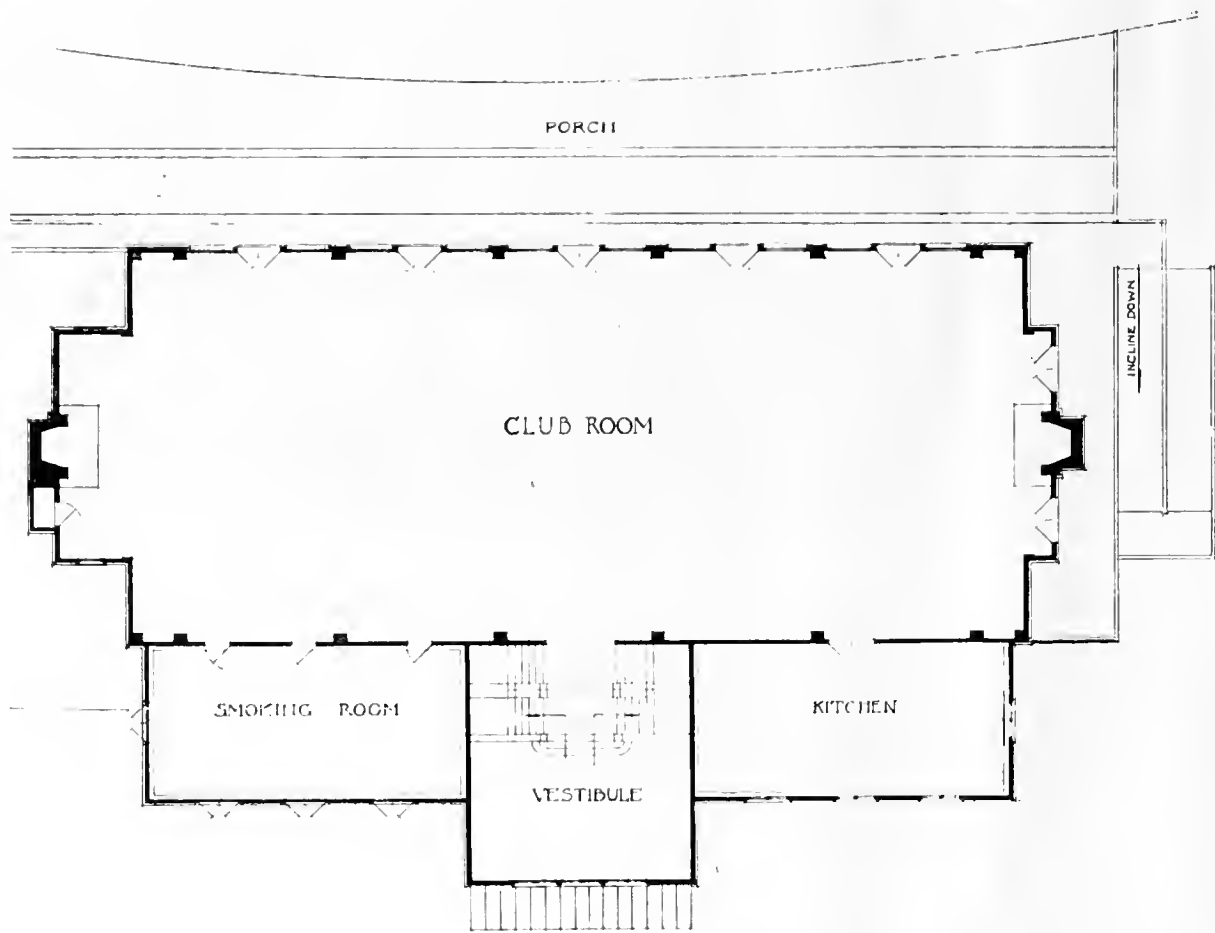 PORCH
INCLINE DOWN
CLUB ROOM
SMOKING ROOM
KITCHEN
VESTIBULE